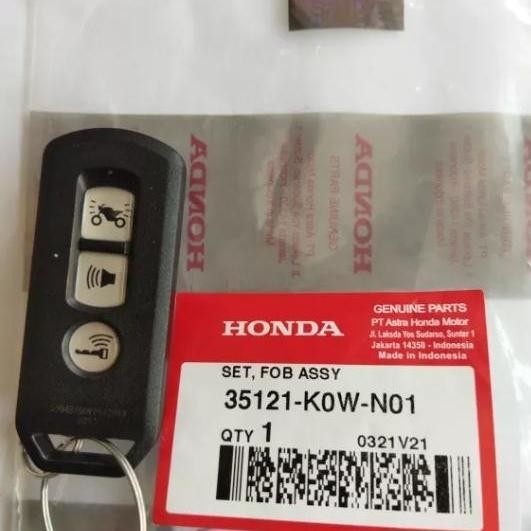 HONDA
HONDA
HONDA
HONDA
GENUINE PARTS
PT Astra Honda Motor
Jl. Laksda Yos Sudarso, Sunter 1
Jakarta 14350 - Indonesia
Made in Indonesia
SET, FOB ASSY
35121-K0W-N01
QTY 1
0321V21